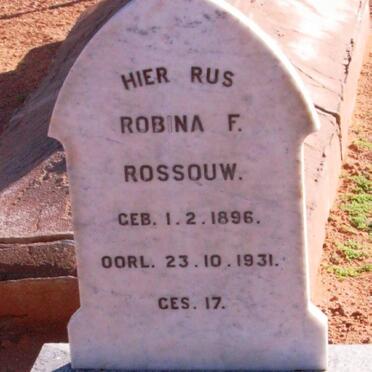 HIER RUS
ROBINA F.
ROSSOUW.
GEB. 1.2.1896.
OORL. 23.10.1931.
GES. 17.